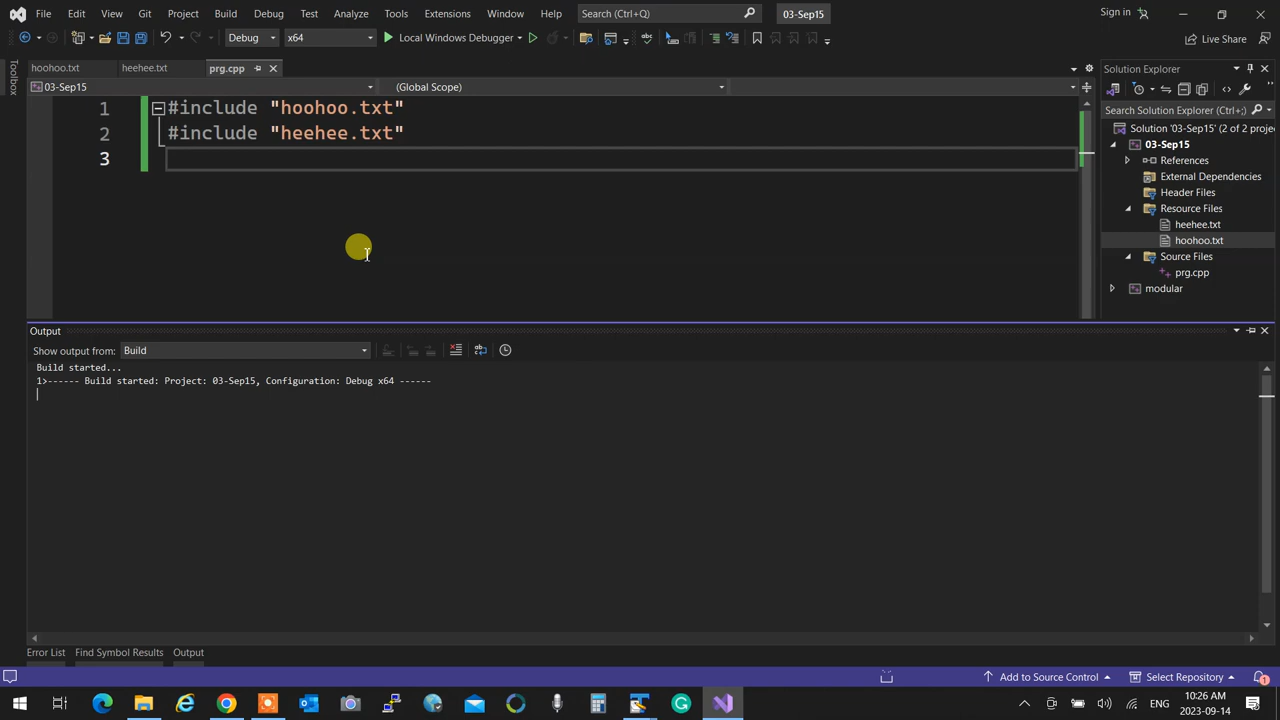 File Edit View Git Project Build Debug Test Analyze Tools Extensions Window Help Search (Ctrl+Q) 03-Sep15 Sign in
Debug x64 Local Windows Debugger Live Share
Toolbox
hoohoo.txt heehee.txt prg.cpp
03-Sep15 (Global Scope)
1 #include "hoohoo.txt"
2 #include "heehee.txt"
3
Solution Explorer
Search Solution Explorer (Ctrl+;)
Solution '03-Sep15' (2 of 2 proje
03-Sep15
References
External Dependencies
Header Files
Resource Files
heehee.txt
hoohoo.txt
Source Files
prg.cpp
modular
Output
Show output from: Build
Build started...
1>------ Build started: Project: 03-Sep15, Configuration: Debug x64 ------
Error List Find Symbol Results Output
Add to Source Control Select Repository 1
ENG 10:26 AM
2023-09-14